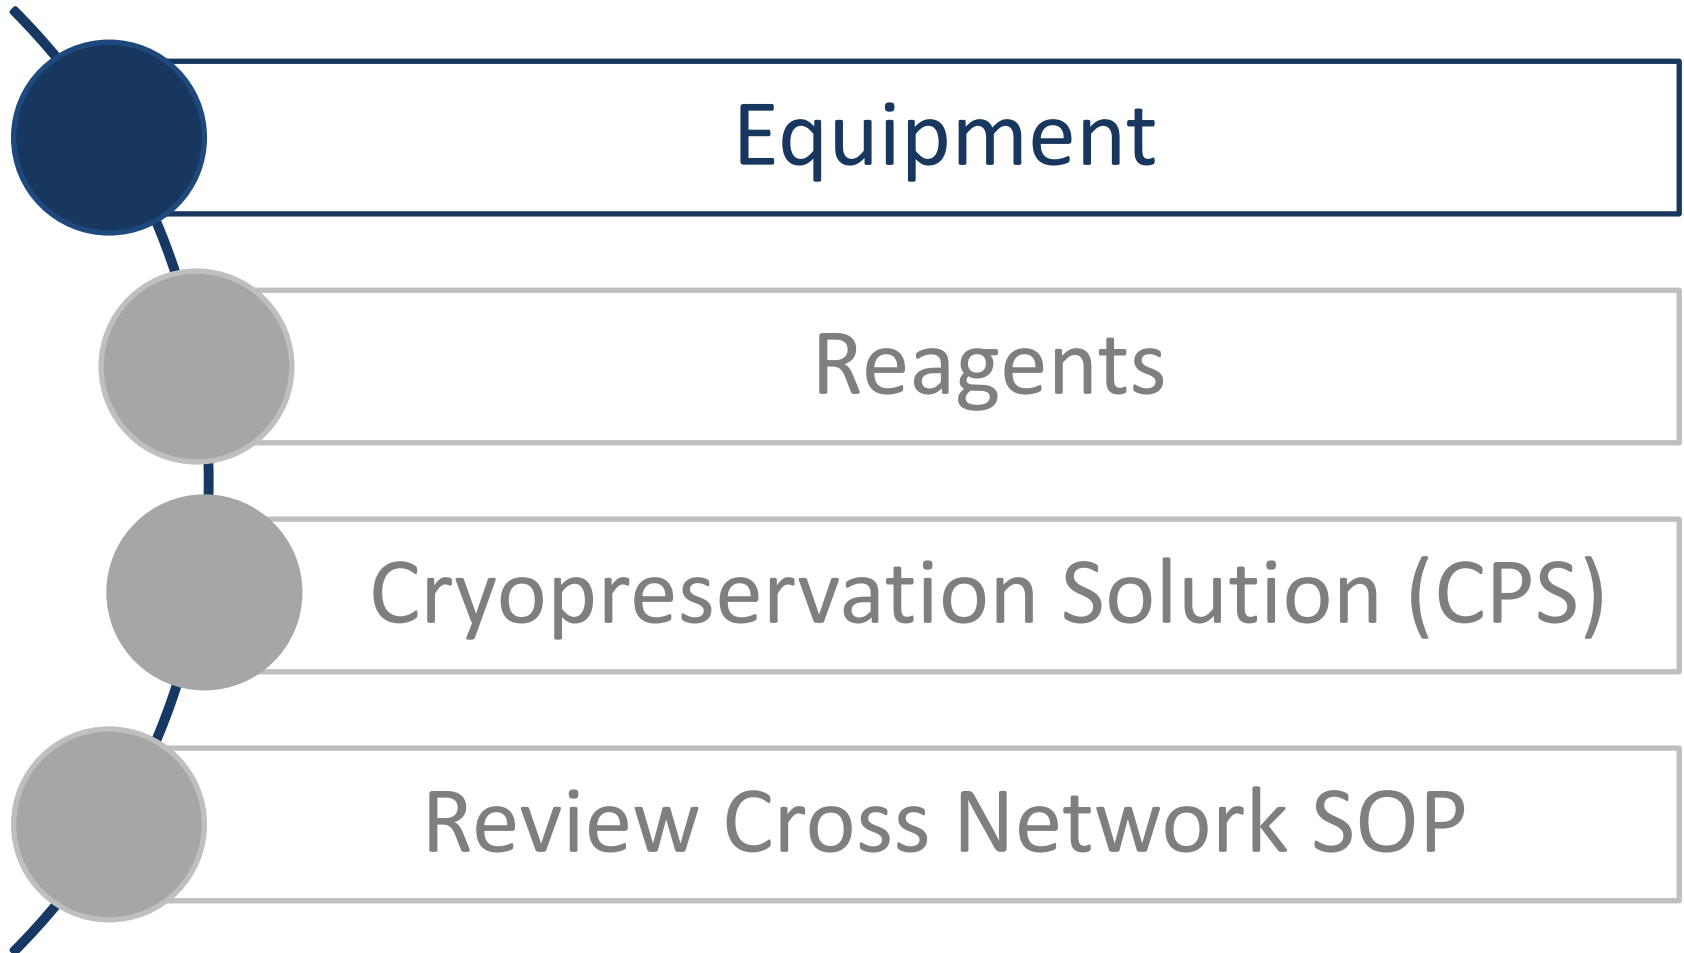 Equipment
Reagents
Cryopreservation Solution (CPS)
Review Cross Network SOP